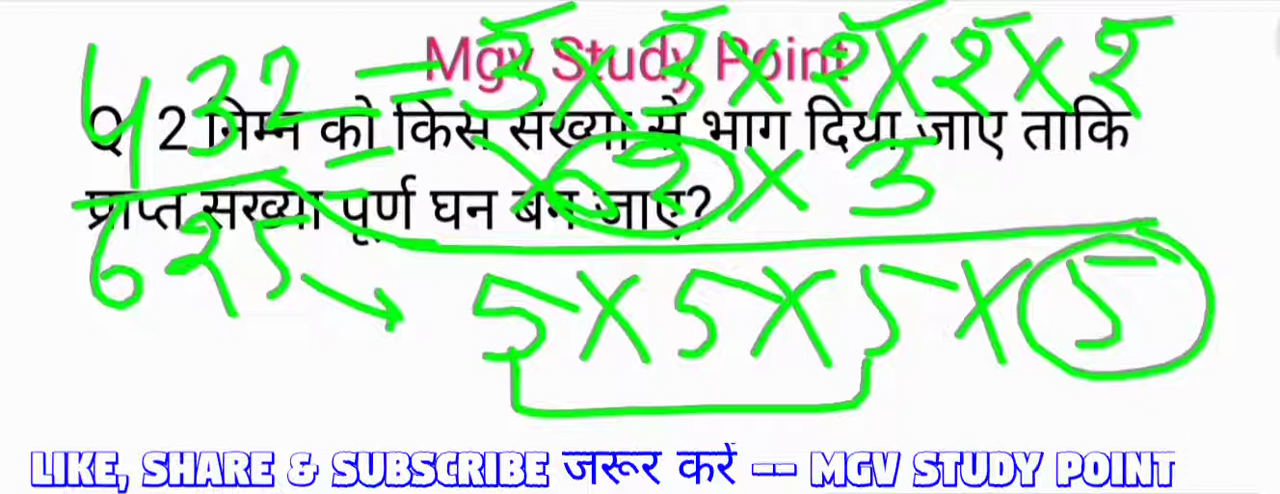 Mgv Study Point
432 = 3 x 3 x 2 x 2 x 2
Q 2 निम्न को किस संख्या से भाग दिया जाए ताकि
= x 2 x 3
प्राप्त संख्या पूर्ण घन बन जाए?
625 → 5 x 5 x 5 x 5
LIKE, SHARE & SUBSCRIBE जरूर करें -- MGV STUDY POINT